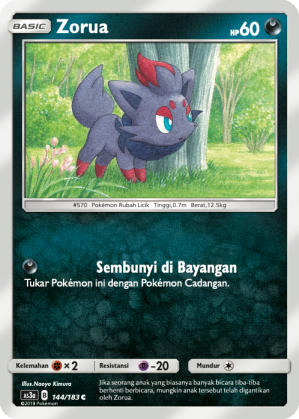 BASIC Zorua HP60
#570 Pokémon Rubah Licik Tinggi,0.7m Berat,12.5kg
Sembunyi di Bayangan
Tukar Pokémon ini dengan Pokémon Cadangan.
Kelemahan ×2 Resistansi -20 Mundur
Illus.Naoyo Kimura
AS3a D 144/183 C
©2019 Pokémon
Jika seorang anak yang biasanya banyak bicara tiba-tiba
berhenti berbicara, mungkin anak tersebut telah digantikan
oleh Zorua.